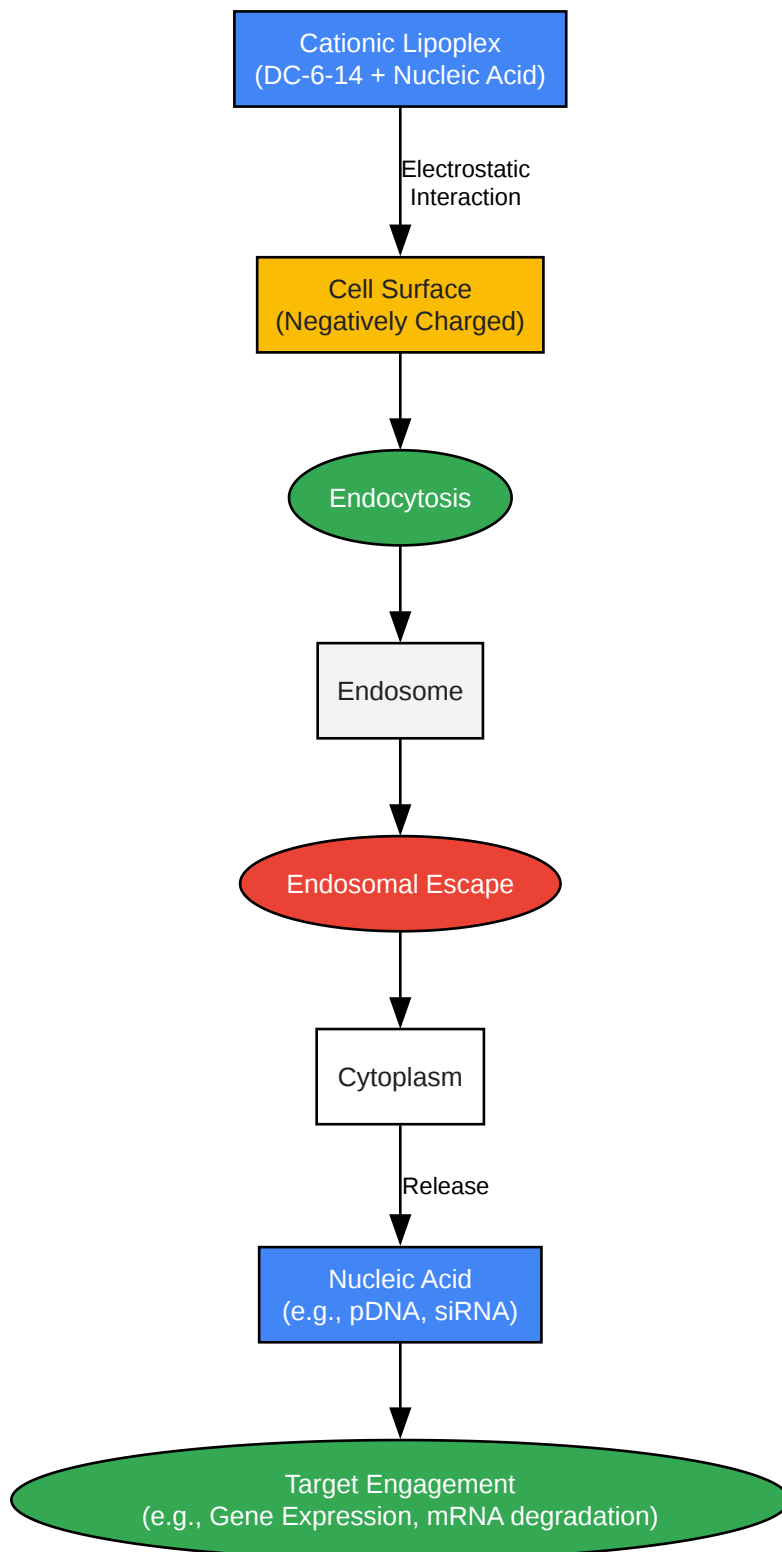 Cationic Lipoplex
(DC-6-14 + Nucleic Acid)
Electrostatic
Interaction
Cell Surface
(Negatively Charged)
Endocytosis
Endosome
Endosomal Escape
Cytoplasm
Release
Nucleic Acid
(e.g., pDNA, siRNA)
Target Engagement
(e.g., Gene Expression, mRNA degradation)